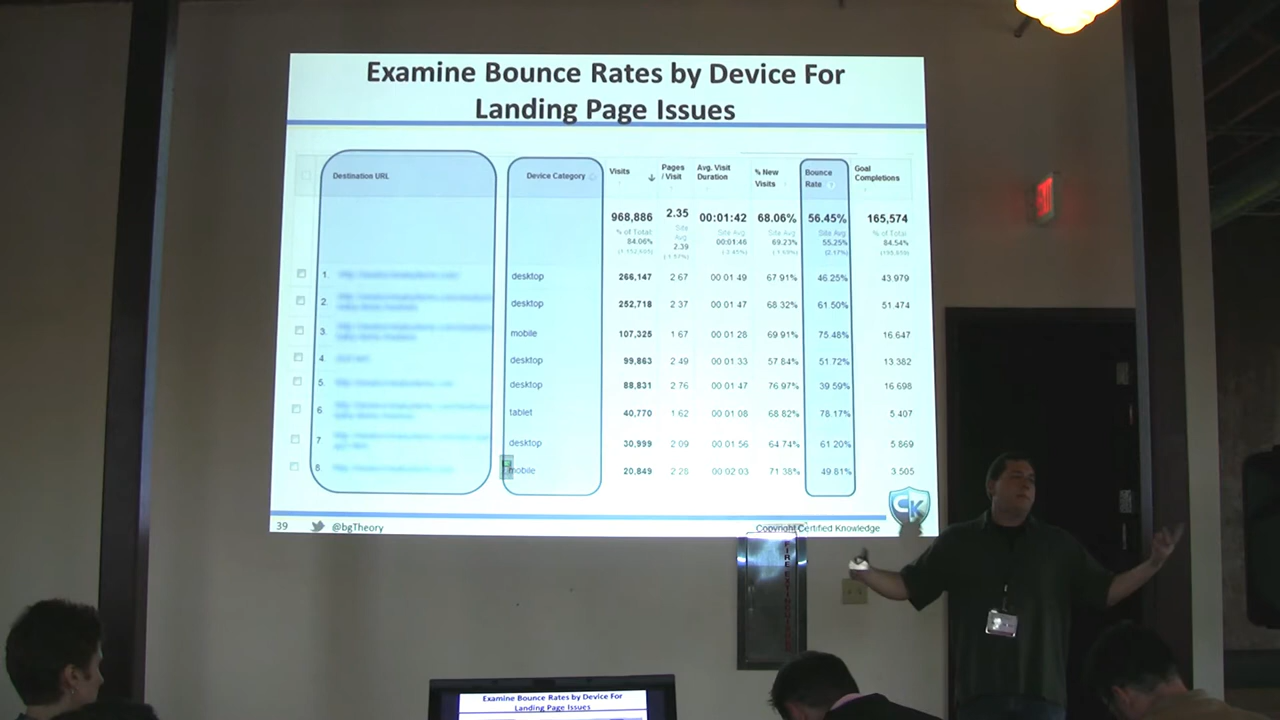 Examine Bounce Rates by Device For
Landing Page Issues
Destination URL Device Category Visits Pages / Visit Avg. Visit Duration % New Visits Bounce Rate Goal Completions
968,886 2.35 00:01:42 68.06% 56.45% 165,574
% of Total: 84.06% Site Avg: 2.39 Site Avg: 00:01:46 Site Avg: 69.23% Site Avg: 55.25% (2.17%) % of Total: 84.54%
1. desktop 266,147 2.67 00:01:49 67.91% 46.25% 43,979
2. desktop 252,718 2.37 00:01:47 68.32% 61.50% 51,474
3. mobile 107,325 1.67 00:01:28 69.91% 75.48% 16,647
4. desktop 99,863 2.49 00:01:33 57.84% 51.72% 13,382
5. desktop 88,831 2.76 00:01:47 76.97% 39.59% 16,698
6. tablet 40,770 1.62 00:01:08 68.82% 78.17% 5,407
7. desktop 30,999 2.09 00:01:56 64.74% 61.20% 5,869
8. mobile 20,849 2.28 00:02:03 71.38% 49.81% 3,505
39 @bgTheory Copyright Certified Knowledge
CK
FIRE EXTINGUISHER
Examine Bounce Rates by Device For
Landing Page Issues